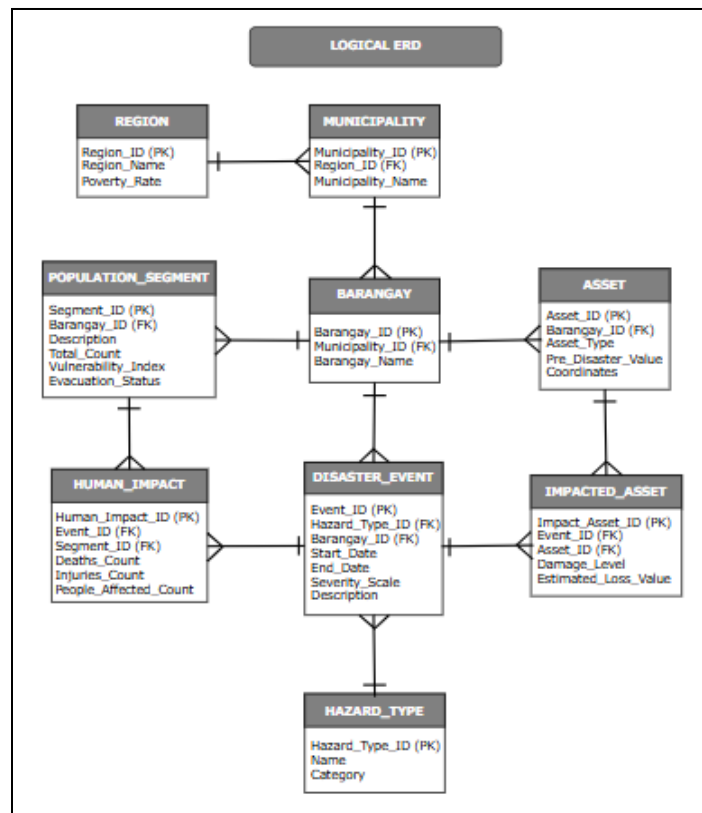 LOGICAL ERD
REGION
Region_ID (PK)
Region_Name
Poverty_Rate
MUNICIPALITY
Municipality_ID (PK)
Region_ID (FK)
Municipality_Name
POPULATION_SEGMENT
Segment_ID (PK)
Barangay_ID (FK)
Description
Total_Count
Vulnerability_Index
Evacuation_Status
BARANGAY
Barangay_ID (PK)
Municipality_ID (FK)
Barangay_Name
ASSET
Asset_ID (PK)
Barangay_ID (FK)
Asset_Type
Pre_Disaster_Value
Coordinates
HUMAN_IMPACT
Human_Impact_ID (PK)
Event_ID (FK)
Segment_ID (FK)
Deaths_Count
Injuries_Count
People_Affected_Count
DISASTER_EVENT
Event_ID (PK)
Hazard_Type_ID (FK)
Barangay_ID (FK)
Start_Date
End_Date
Severity_Scale
Description
IMPACTED_ASSET
Impact_Asset_ID (PK)
Event_ID (FK)
Asset_ID (FK)
Damage_Level
Estimated_Loss_Value
HAZARD_TYPE
Hazard_Type_ID (PK)
Name
Category